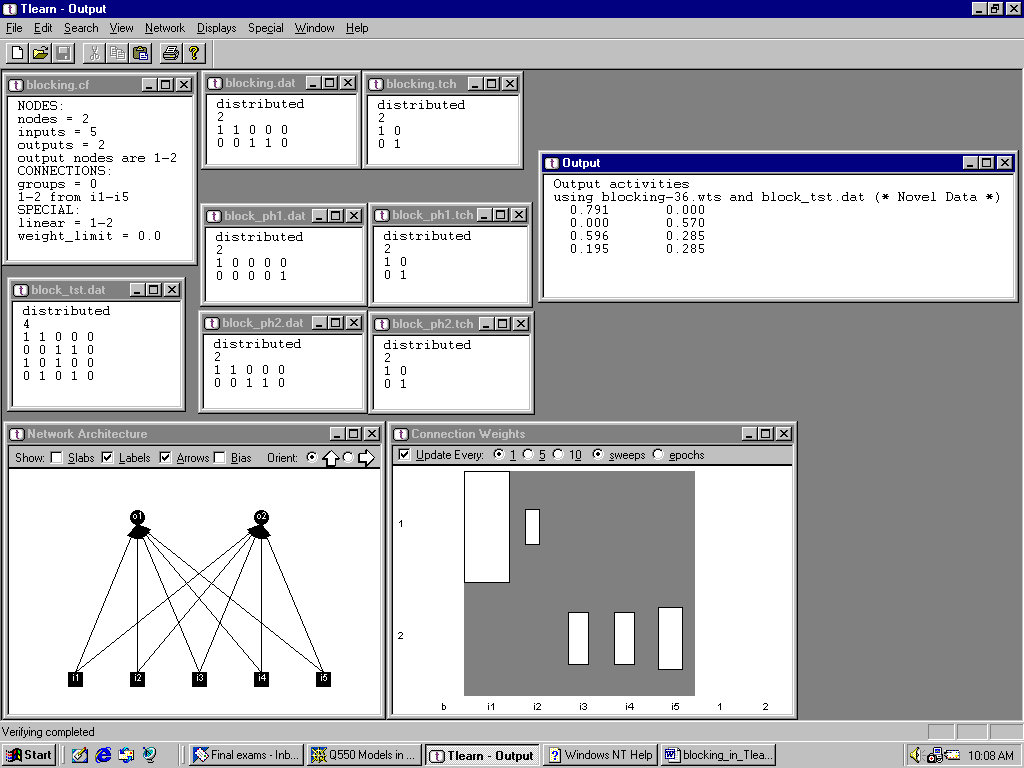 Tlearn - Output
File Edit Search View Network Displays Special Window Help
blocking.cf
NODES:
nodes = 2
inputs = 5
outputs = 2
output nodes are 1-2
CONNECTIONS:
groups = 0
1-2 from i1-i5
SPECIAL:
linear = 1-2
weight_limit = 0.0
blocking.dat
distributed
2
1 1 0 0 0
0 0 1 1 0
blocking.tch
distributed
2
1 0
0 1
Output
Output activities
using blocking-36.wts and block_tst.dat (* Novel Data *)
0.791 0.000
0.000 0.570
0.596 0.285
0.195 0.285
block_ph1.dat
distributed
2
1 0 0 0 0
0 0 0 0 1
block_ph1.tch
distributed
2
1 0
0 1
block_tst.dat
distributed
4
1 1 0 0 0
0 0 1 1 0
1 0 1 0 0
0 1 0 1 0
block_ph2.dat
distributed
2
1 1 0 0 0
0 0 1 1 0
block_ph2.tch
distributed
2
1 0
0 1
Network Architecture
Show: Slabs Labels Arrows Bias Orient:
o1 o2
i1 i2 i3 i4 i5
Connection Weights
Update Every: 1 5 10 sweeps epochs
1
2
b i1 i2 i3 i4 i5 1 2
Verifying completed
Start Final exams - Inb... Q550 Models in ... Tlearn - Output Windows NT Help blocking_in_Tlea... 10:08 AM